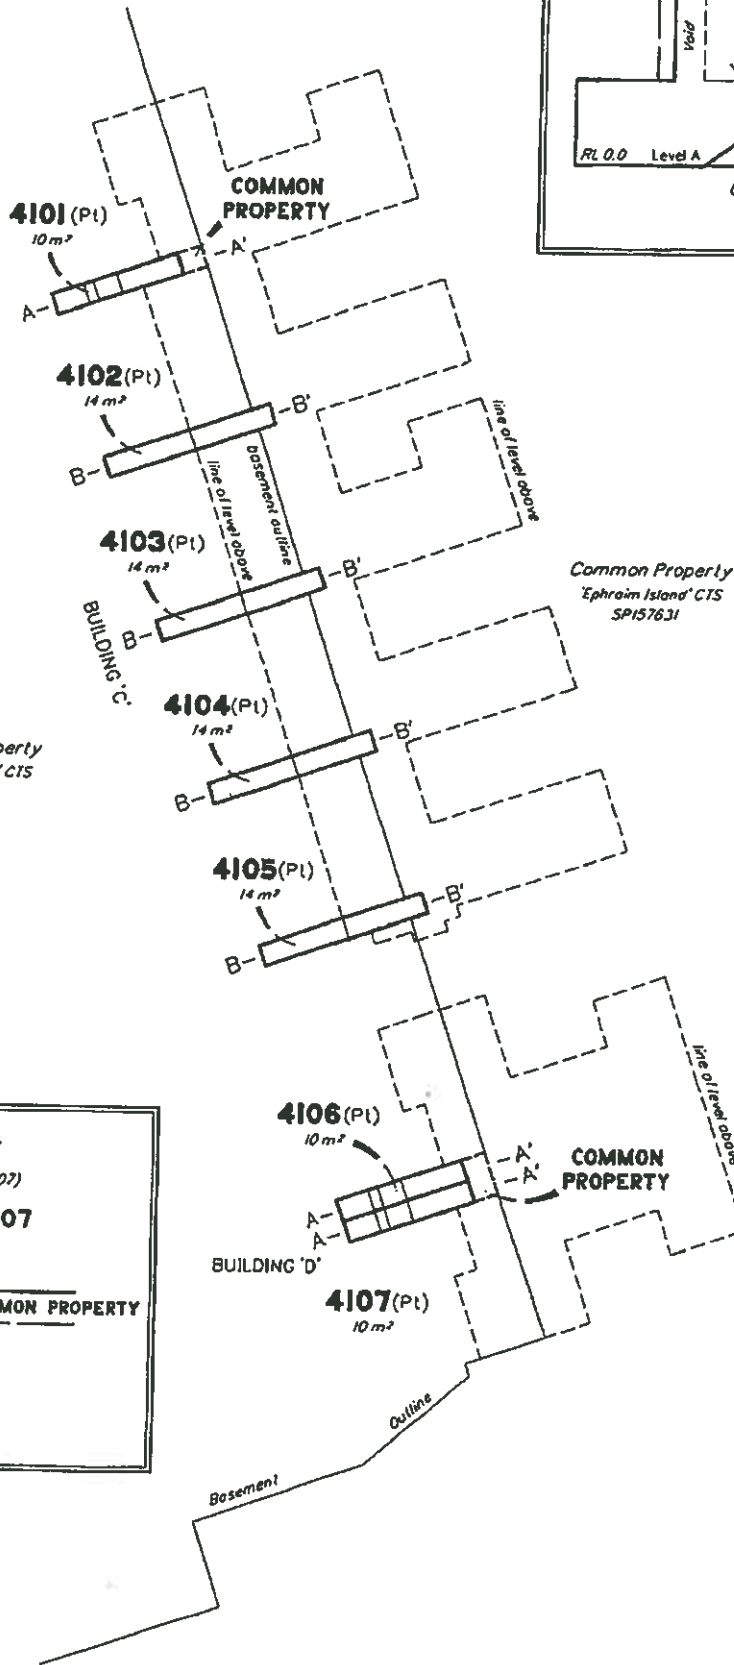 Void
RL 0.0 Level A
COMMON
PROPERTY
4101 (Pt)
10 m²
A'
A
4102 (Pt)
14 m²
B'
B
line of level above
basement outline
line of level above
4103 (Pt)
14 m²
B'
B
BUILDING 'C'
Common Property
'Ephraim Island' CTS
SP157631
4104 (Pt)
14 m²
B'
B
perty
' CTS
4105 (Pt)
14 m²
B'
B
line of level above
4106 (Pt)
10 m²
A'
A'
COMMON
PROPERTY
A
A
BUILDING 'D'
4107 (Pt)
10 m²
07)
07
MON PROPERTY
Outline
Basement